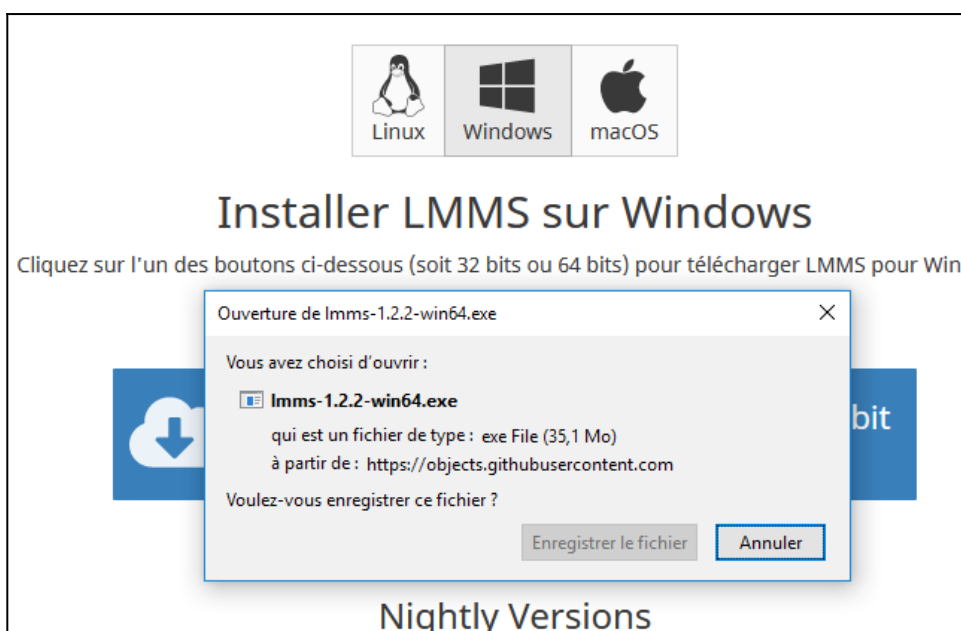 Linux
Windows
macOS
Installer LMMS sur Windows
Cliquez sur l'un des boutons ci-dessous (soit 32 bits ou 64 bits) pour télécharger LMMS pour Win
Ouverture de lmms-1.2.2-win64.exe
Vous avez choisi d'ouvrir :
lmms-1.2.2-win64.exe
qui est un fichier de type : exe File (35,1 Mo)
à partir de : https://objects.githubusercontent.com
bit
Voulez-vous enregistrer ce fichier ?
Enregistrer le fichier
Annuler
Nightly Versions